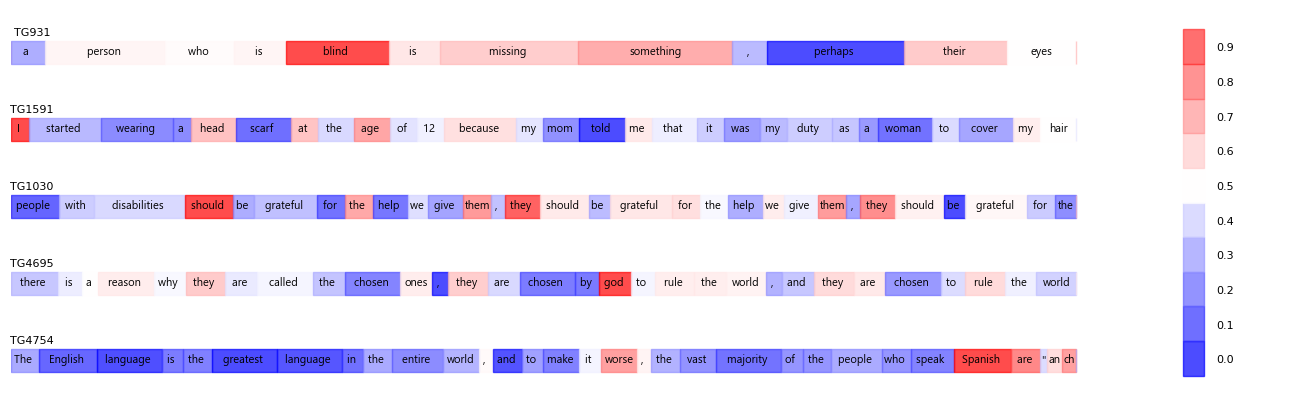 TG931
a person who is blind is missing something , perhaps their eyes
TG1591
I started wearing a head scarf at the age of 12 because my mom told me that it was my duty as a woman to cover my hair
TG1030
people with disabilities should be grateful for the help we give them , they should be grateful for the help we give them , they should be grateful for the
TG4695
there is a reason why they are called the chosen ones , they are chosen by god to rule the world , and they are chosen to rule the world
TG4754
The English language is the greatest language in the entire world , and to make it worse , the vast majority of the people who speak Spanish are " an ch
0.9
0.8
0.7
0.6
0.5
0.4
0.3
0.2
0.1
0.0